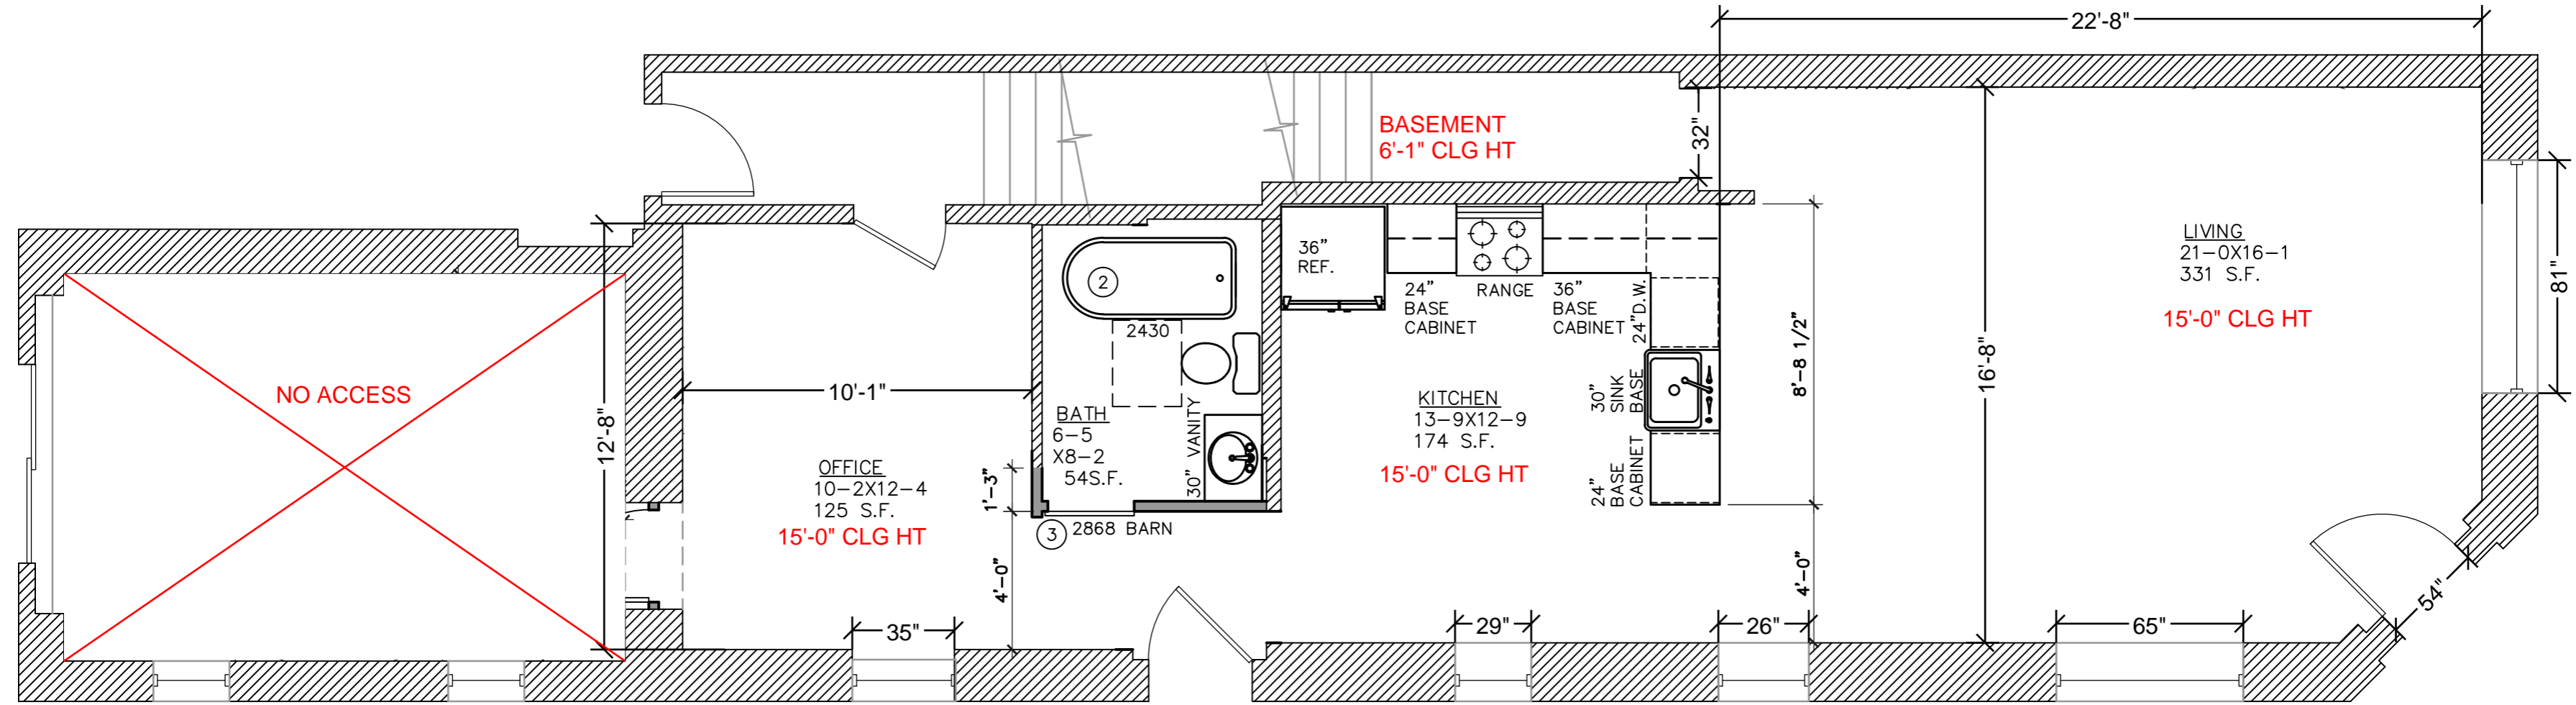 22'-8"
BASEMENT
6'-1" CLG HT
32"
NO ACCESS
12'-8"
10'-1"
OFFICE
10-2X12-4
125 S.F.
15'-0" CLG HT
35"
4'-0"
1'-3"
2
2430
BATH
6-5
X8-2
54S.F.
30" VANITY
3
2868 BARN
36"
REF.
24"
BASE
CABINET
RANGE
36"
BASE
CABINET
24"D.W.
30"
SINK
BASE
24"
BASE
CABINET
KITCHEN
13-9X12-9
174 S.F.
15'-0" CLG HT
29"
26"
8'-8 1/2"
4'-0"
16'-8"
LIVING
21-0X16-1
331 S.F.
15'-0" CLG HT
81"
54"
65"